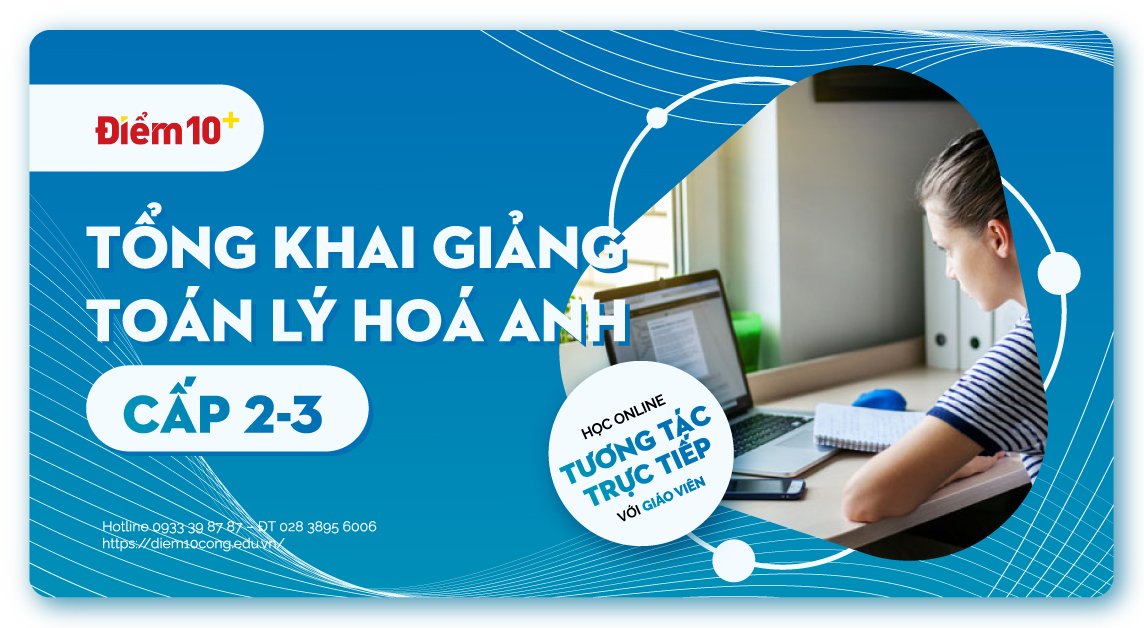 Điểm10+
TỔNG KHAI GIẢNG
TOÁN LÝ HOÁ ANH
CẤP 2-3
HỌC ONLINE
TƯƠNG TÁC
TRỰC TIẾP
VỚI GIÁO VIÊN
Hotline 0933 39 87 87 – ĐT 028 3895 6006
https://diem10cong.edu.vn/